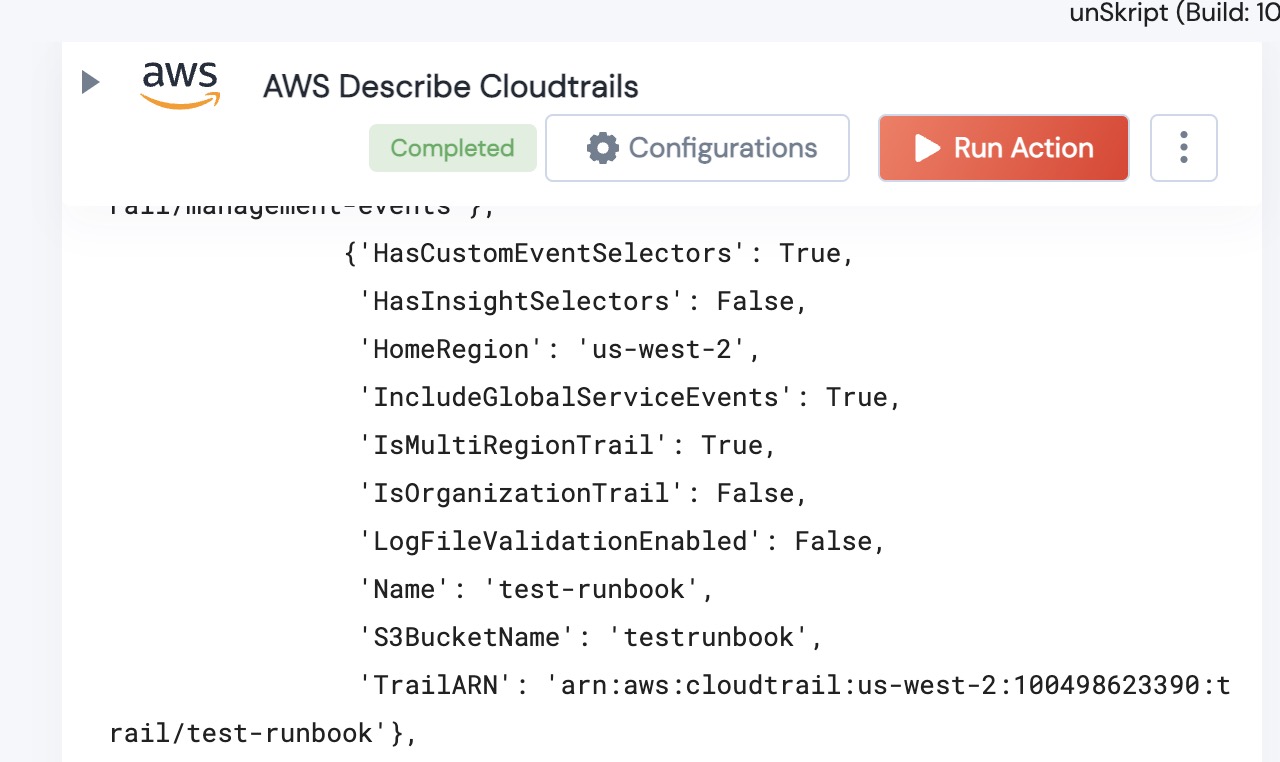 unSkript (Build: 10
aws
AWS Describe Cloudtrails
Completed
Configurations
Run Action
rail/management-events'},
{'HasCustomEventSelectors': True,
'HasInsightSelectors': False,
'HomeRegion': 'us-west-2',
'IncludeGlobalServiceEvents': True,
'IsMultiRegionTrail': True,
'IsOrganizationTrail': False,
'LogFileValidationEnabled': False,
'Name': 'test-runbook',
'S3BucketName': 'testrunbook',
'TrailARN': 'arn:aws:cloudtrail:us-west-2:100498623390:t
rail/test-runbook'},